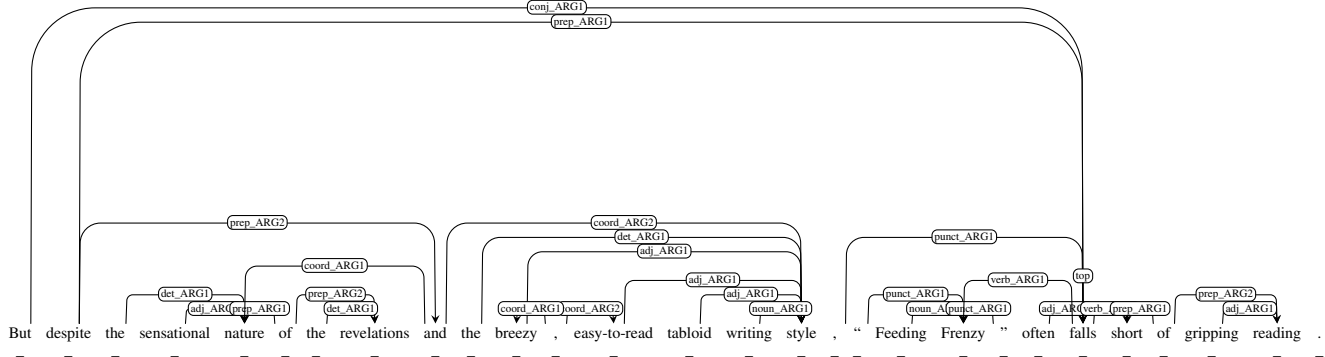 conj_ARG1
prep_ARG1
prep_ARG2 coord_ARG2
det_ARG1 punct_ARG1
adj_ARG1
coord_ARG1
top
adj_ARG1 verb_ARG1
det_ARG1 prep_ARG2 adj_ARG1 punct_ARG1 prep_ARG2
prep_ARG1 det_ARG1 coord_ARG1 noun_ARG1 punct_ARG1 prep_ARG1 adj_ARG1
But despite the sensational nature of the revelations and the breezy , easy-to-read tabloid writing style , “ Feeding Frenzy ” often falls short of gripping reading .
_ _ _ _ _ _ _ _ _ _ _ _ _ _ _ _ _ _ _ _ _ _ _ _ _ _ _ _